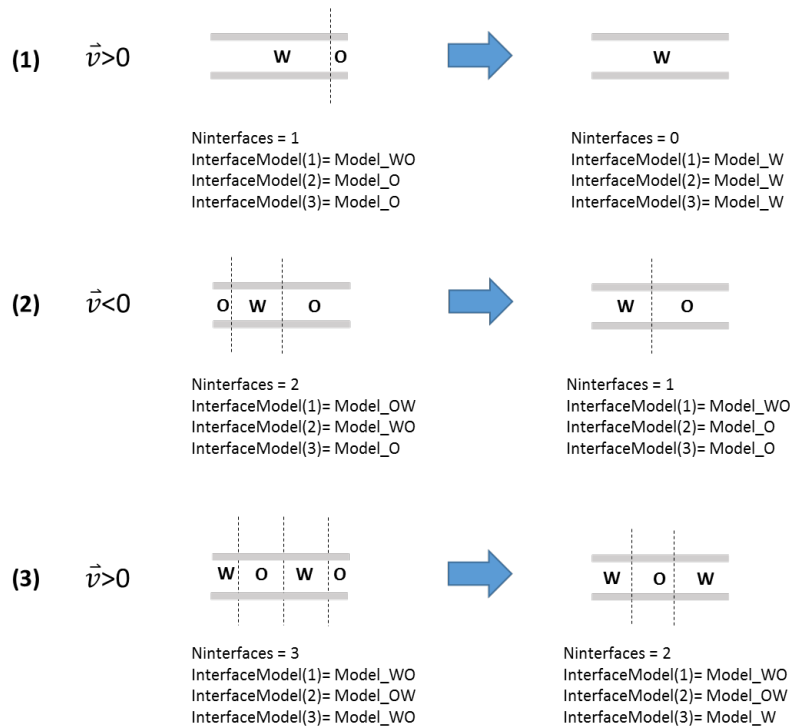 (1) v⃗>0 W O W
Ninterfaces = 1 Ninterfaces = 0
InterfaceModel(1)= Model_WO InterfaceModel(1)= Model_W
InterfaceModel(2)= Model_O InterfaceModel(2)= Model_W
InterfaceModel(3)= Model_O InterfaceModel(3)= Model_W
(2) v⃗<0 O W O W O
Ninterfaces = 2 Ninterfaces = 1
InterfaceModel(1)= Model_OW InterfaceModel(1)= Model_WO
InterfaceModel(2)= Model_WO InterfaceModel(2)= Model_O
InterfaceModel(3)= Model_O InterfaceModel(3)= Model_O
(3) v⃗>0 W O W O W O W
Ninterfaces = 3 Ninterfaces = 2
InterfaceModel(1)= Model_WO InterfaceModel(1)= Model_WO
InterfaceModel(2)= Model_OW InterfaceModel(2)= Model_OW
InterfaceModel(3)= Model_WO InterfaceModel(3)= Model_W